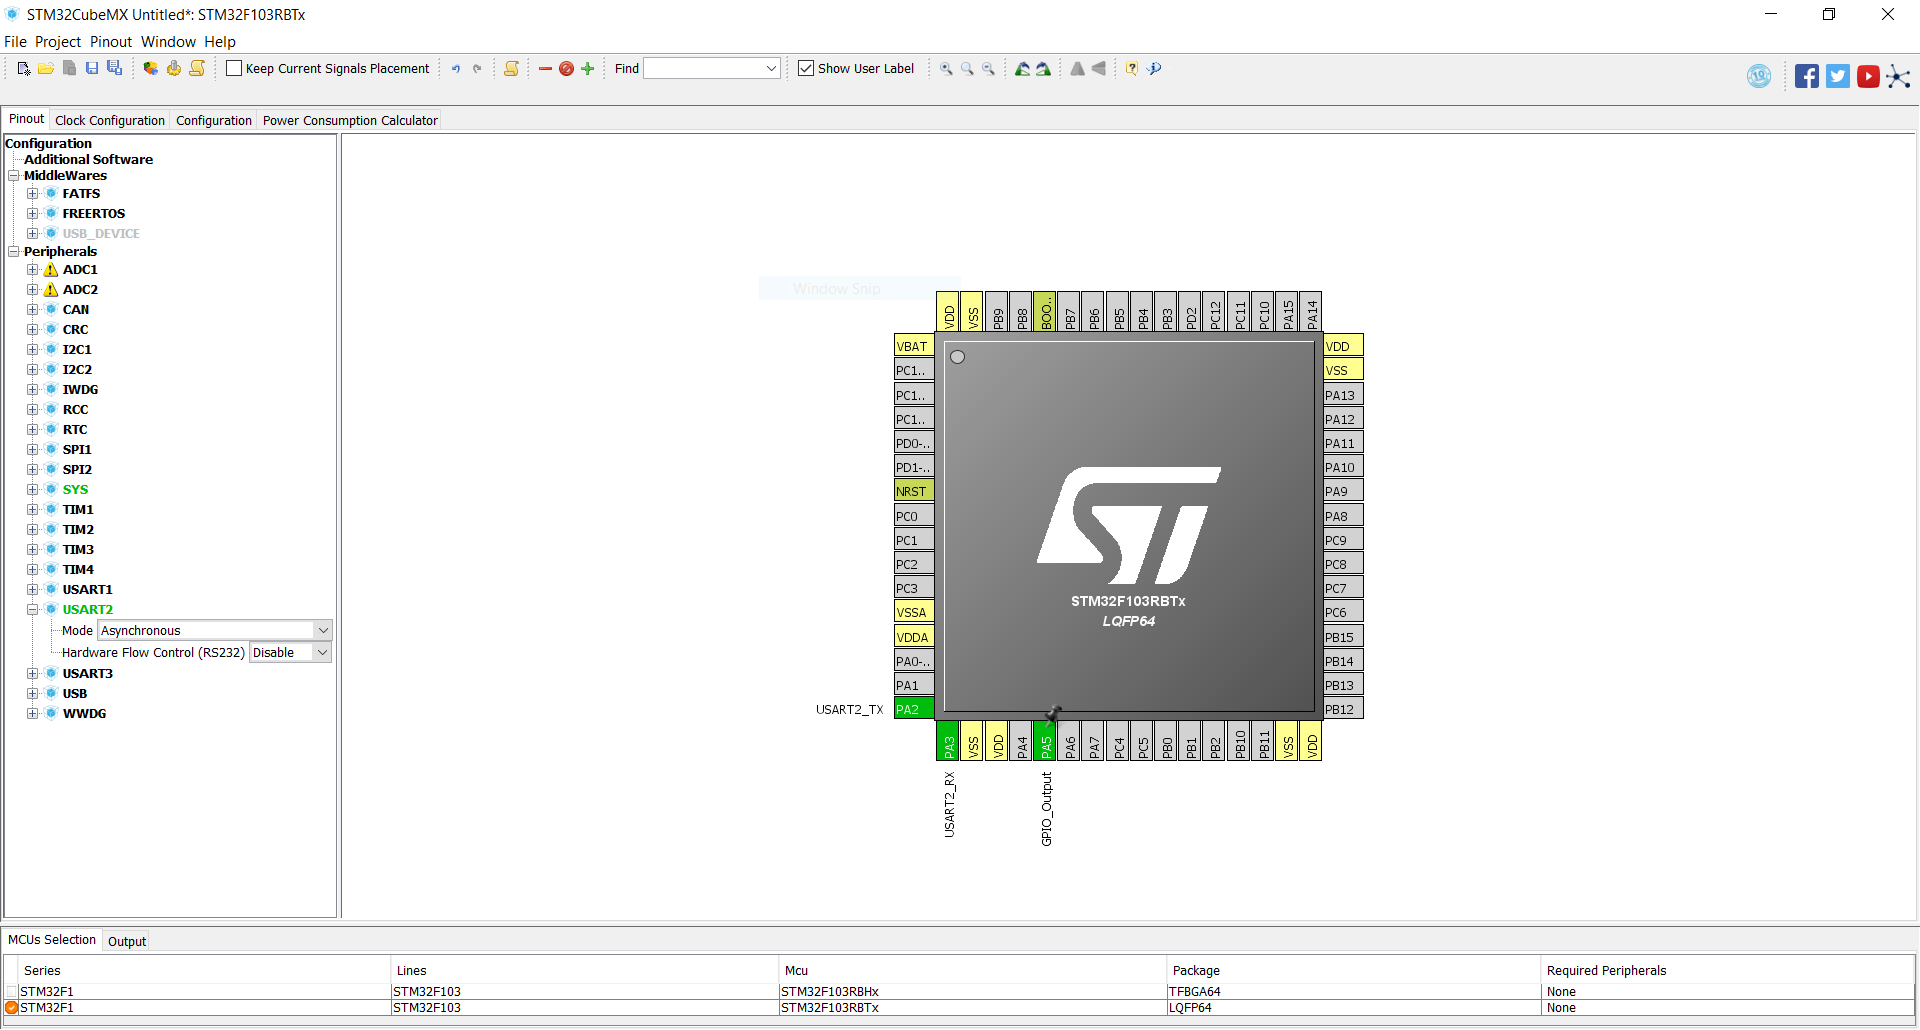 STM32CubeMX Untitled*: STM32F103RBTx
File Project Pinout Window Help
Keep Current Signals Placement Find Show User Label
Pinout Clock Configuration Configuration Power Consumption Calculator
Configuration
Additional Software
MiddleWares
FATFS
FREERTOS
USB_DEVICE
Peripherals
ADC1
ADC2
CAN
CRC
I2C1
I2C2
IWDG
RCC
RTC
SPI1
SPI2
SYS
TIM1
TIM2
TIM3
TIM4
USART1
USART2
Mode Asynchronous
Hardware Flow Control (RS232) Disable
USART3
USB
WWDG
Window Snip
VDD VSS PB9 PB8 BOO.. PB7 PB6 PB5 PB4 PB3 PD2 PC12 PC11 PC10 PA15 PA14
VBAT
PC1..
PC1..
PC1..
PD0-..
PD1-..
NRST
PC0
PC1
PC2
PC3
VSSA
VDDA
PA0-..
PA1
USART2_TX PA2
ST
STM32F103RBTx
LQFP64
VDD
VSS
PA13
PA12
PA11
PA10
PA9
PA8
PC9
PC8
PC7
PC6
PB15
PB14
PB13
PB12
PA3 VSS VDD PA4 PA5 PA6 PA7 PC4 PC5 PB0 PB1 PB2 PB10 PB11 VSS VDD
USART2_RX GPIO_Output
MCUs Selection Output
Series Lines Mcu Package Required Peripherals
STM32F1 STM32F103 STM32F103RBHx TFBGA64 None
STM32F1 STM32F103 STM32F103RBTx LQFP64 None